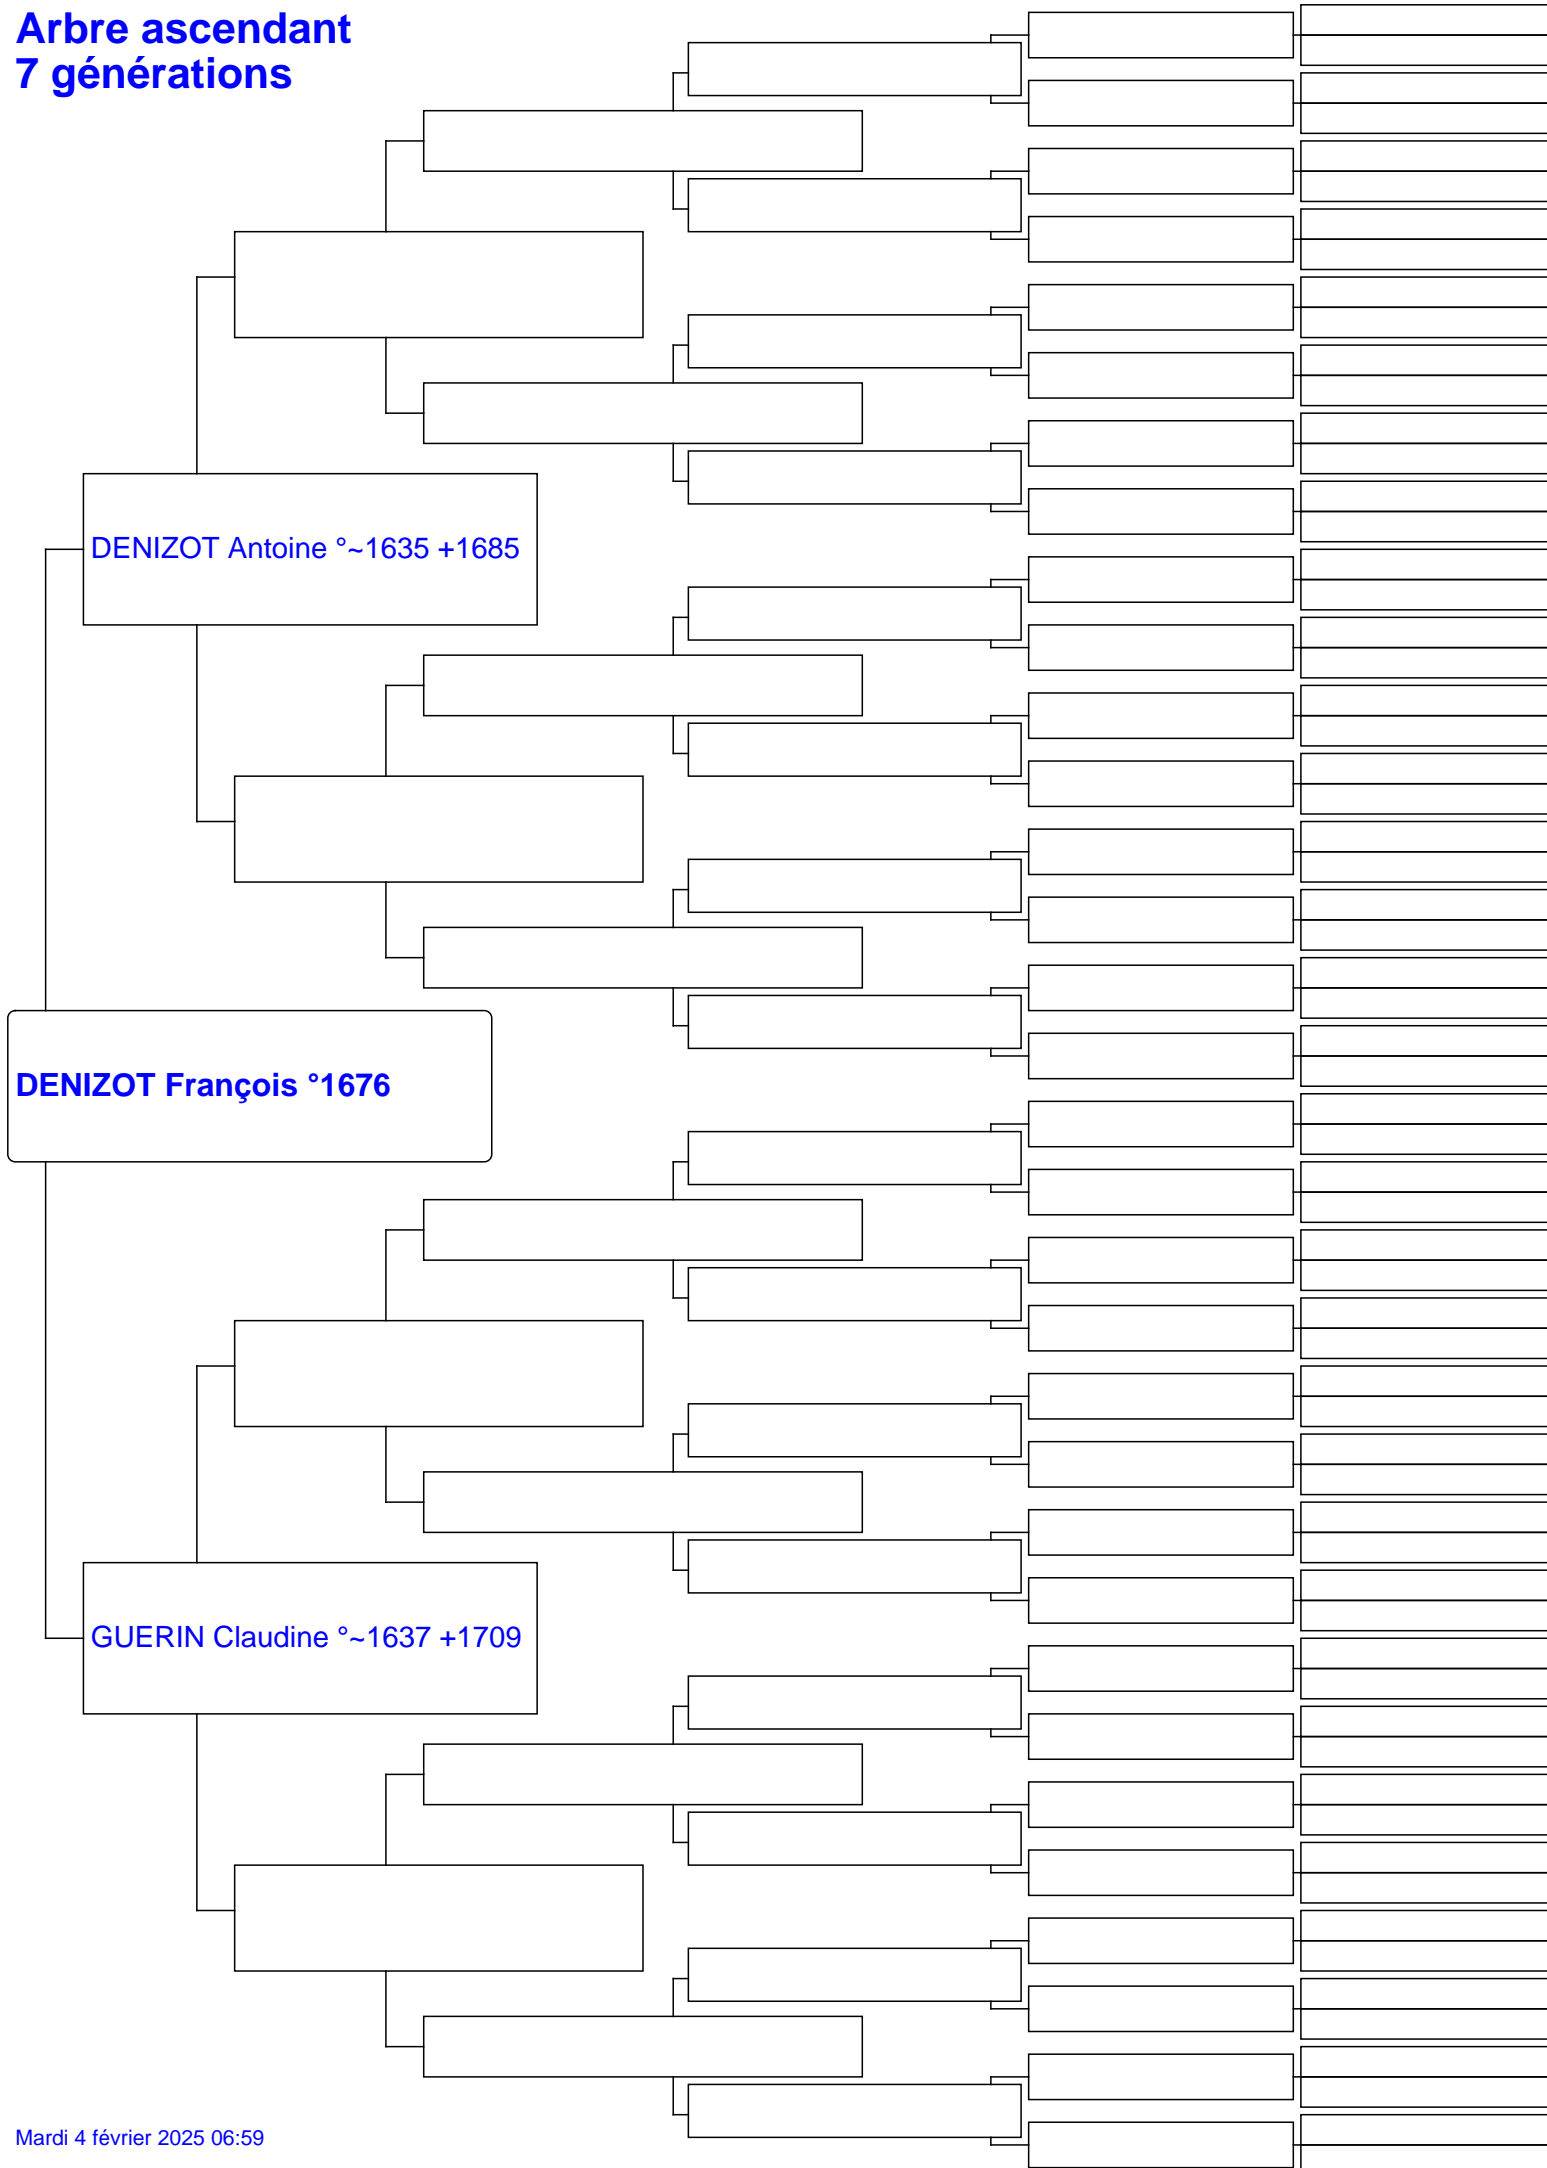 Arbre ascendant
7 générations
DENIZOT Antoine °~1635 +1685
DENIZOT François °1676
GUERIN Claudine °~1637 +1709
Mardi 4 février 2025 06:59